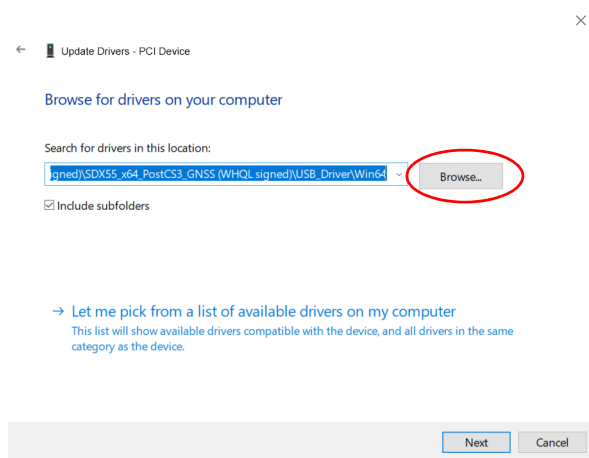 Update Drivers - PCI Device
Browse for drivers on your computer
Search for drivers in this location:
igned)\SDX55_x64_PostCS3_GNSS (WHQL signed)\USB_Driver\Win64
Browse...
Include subfolders
Let me pick from a list of available drivers on my computer
This list will show available drivers compatible with the device, and all drivers in the same
category as the device.
Next
Cancel